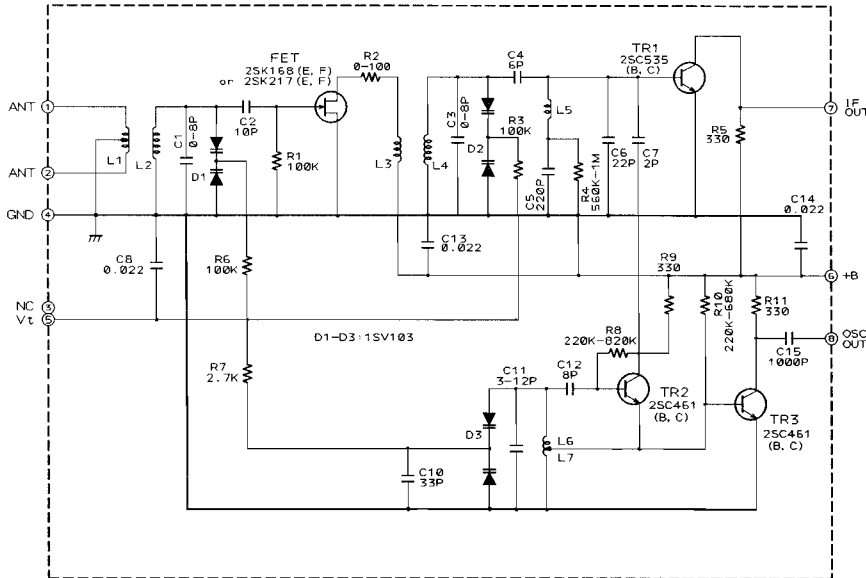 FET
2SK168(E, F)
or 2SK217(E, F)
R2
0-100
C4
6P
TR1
2SC535
(B, C)
ANT 1
L1
L2
C1
0-8P
C2
10P
D1
R1
100K
L3
L4
C3
0-8P
D2
R3
100K
L5
C5
220P
R4
560K-1M
C6
22P
C7
2P
R5
330
7 IF
OUT
ANT 2
GND 4
C14
0.022
C8
0.022
R6
100K
C13
0.022
R9
330
6 +B
NC 3
Vt 5
D1-D3:1SV103
R8
220K-820K
R10
220K-680K
R11
330
8 OSC
OUT
C15
1000P
R7
2.7K
C11
3-12P
C12
8P
TR2
2SC461
(B, C)
TR3
2SC461
(B, C)
D3
L6
L7
C10
33P